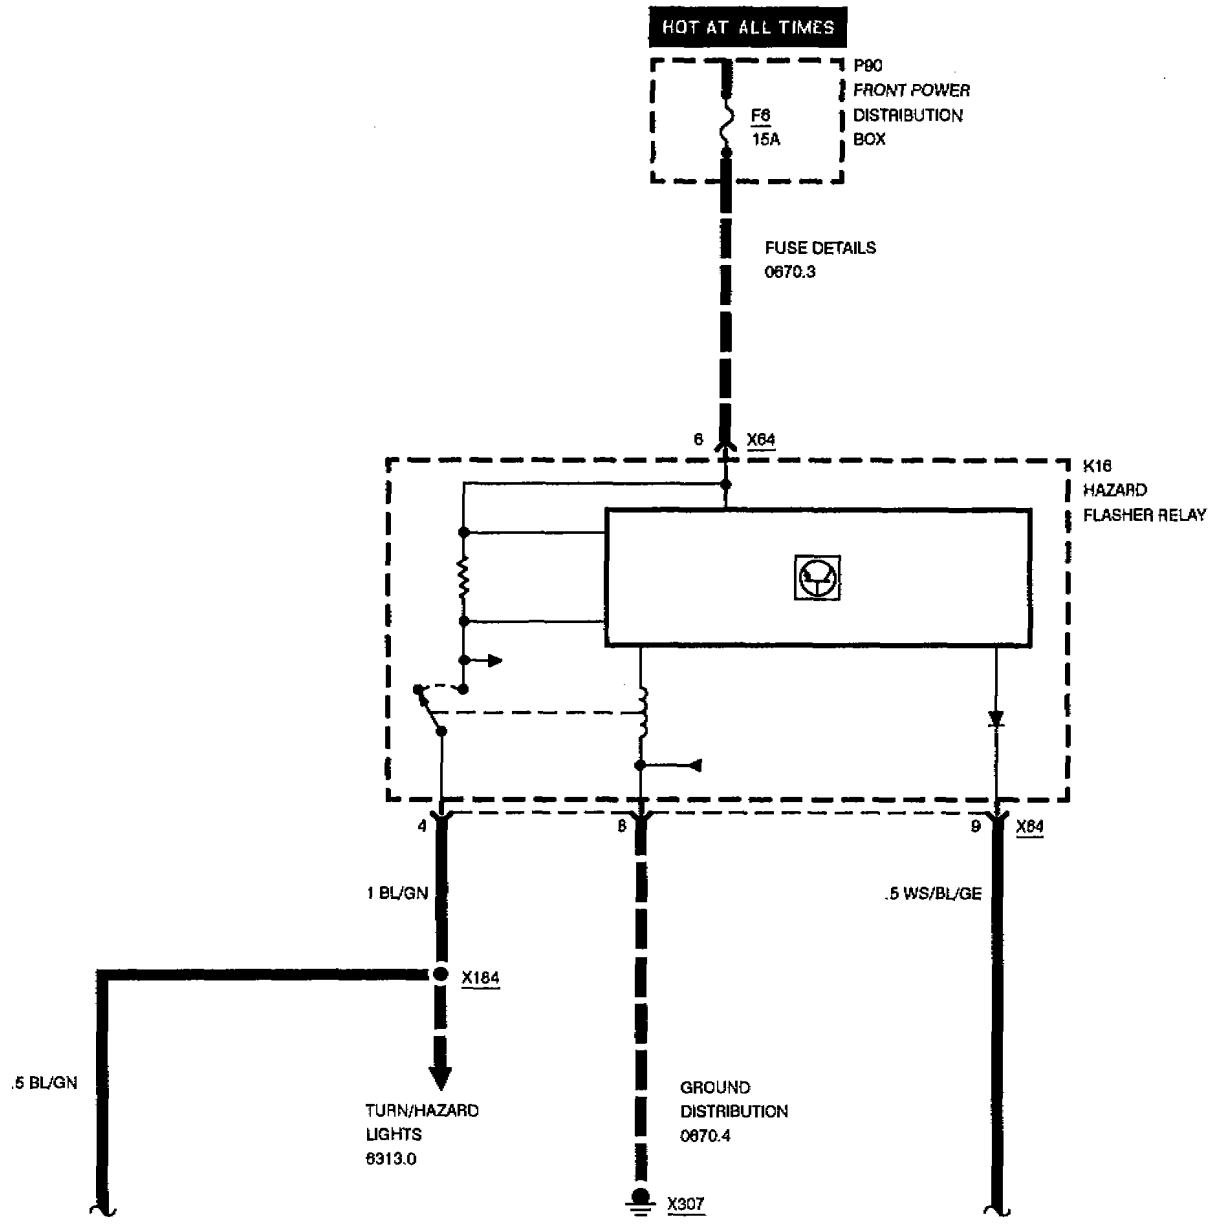 HOT AT ALL TIMES
P90
FRONT POWER
DISTRIBUTION
BOX
F6
15A
FUSE DETAILS
0670.3
6
X64
K16
HAZARD
FLASHER RELAY
4
8
9
X64
1 BL/GN
.5 WS/BL/GE
X184
.5 BL/GN
TURN/HAZARD
LIGHTS
6313.0
GROUND
DISTRIBUTION
0670.4
X307